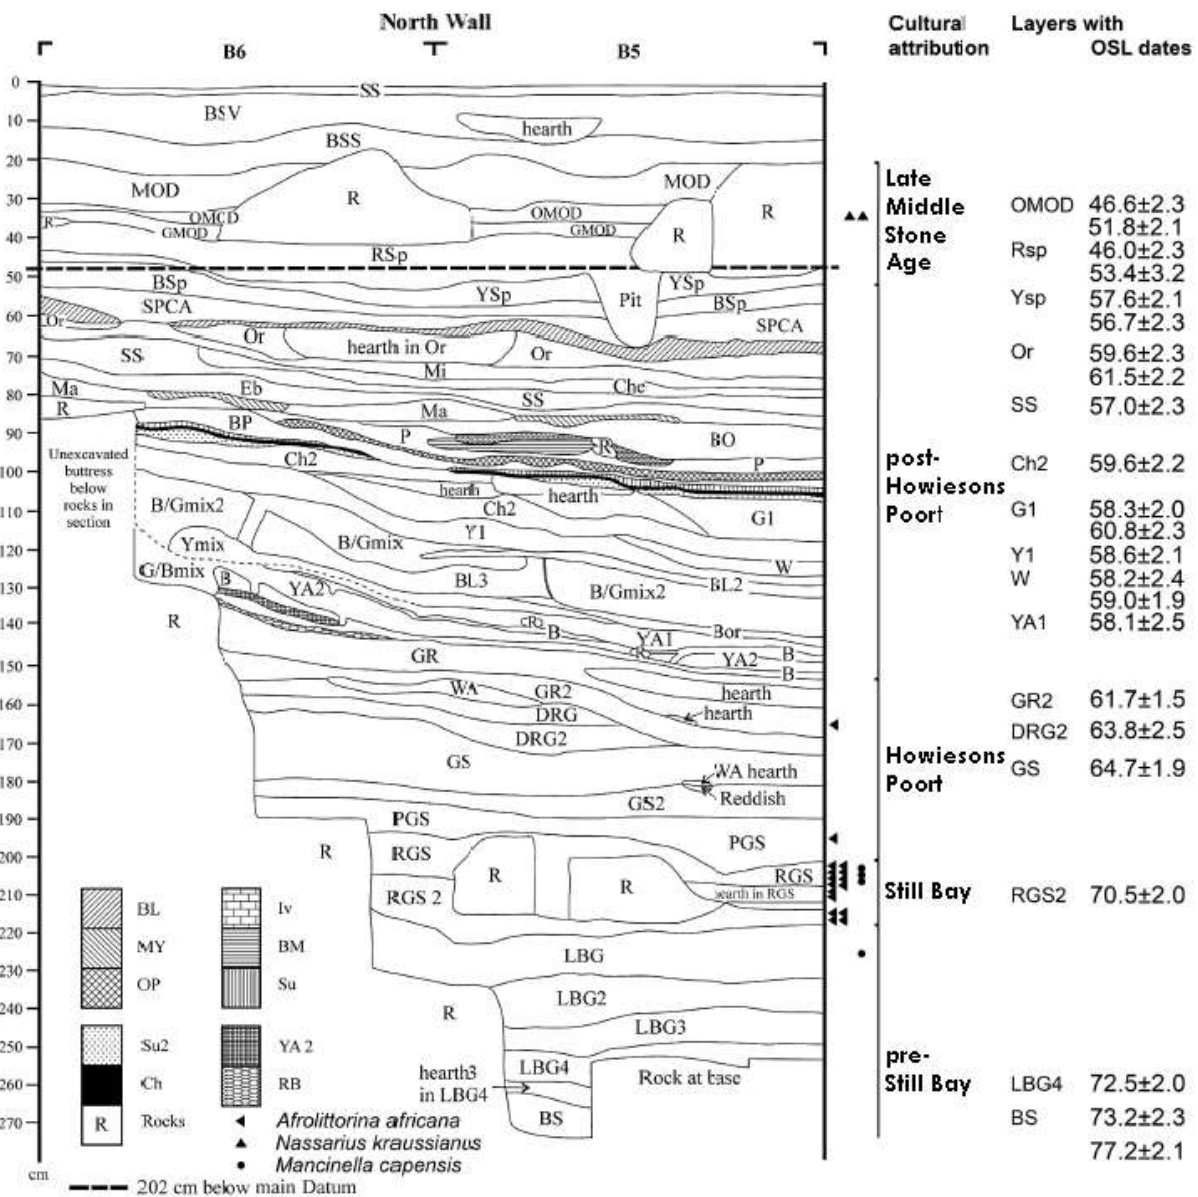 North Wall
B6 B5
Cultural attribution
Layers with OSL dates
0
10
20
30
40
50
60
70
80
90
100
110
120
130
140
150
160
170
180
190
200
210
220
230
240
250
260
270
cm
SS
BSV
hearth
BSS
MOD R MOD R
OMOD OMOD
R GMOD GMOD R
RSp
BSp YSp Pit YSp BSp
SPCA SPCA
Or Or hearth in Or Or
SS Mi Che
Ma Eb SS
R BP Ma
P R BO
Ch2 P
Unexcavated
buttress
below
rocks in
section
hearth hearth
B/Gmix2 Ch2 G1
Ymix B/Gmix Y1 W
G/Bmix B YA2 BL3 B/Gmix2 BL2
R (R) B Bor
YA1 B
GR R YA2 B
WA GR2 hearth
DRG hearth
DRG2
GS WA hearth
GS2 Reddish
PGS PGS
R RGS R R RGS
RGS 2 hearth in RGS
LBG
LBG2
R LBG3
LBG4 Rock at base
hearth3
in LBG4
BS
BL Iv
MY BM
OP Su
Su2 YA2
Ch RB
R Rocks
Afrolittorina africana
Nassarius kraussianus
Mancinella capensis
202 cm below main Datum
Late
Middle
Stone
Age
OMOD 46.6±2.3
51.8±2.1
Rsp 46.0±2.3
53.4±3.2
Ysp 57.6±2.1
56.7±2.3
Or 59.6±2.3
61.5±2.2
SS 57.0±2.3
post-
Howiesons
Poort
Ch2 59.6±2.2
G1 58.3±2.0
60.8±2.3
Y1 58.6±2.1
W 58.2±2.4
59.0±1.9
YA1 58.1±2.5
Howiesons
Poort
GR2 61.7±1.5
DRG2 63.8±2.5
GS 64.7±1.9
Still Bay
RGS2 70.5±2.0
pre-
Still Bay
LBG4 72.5±2.0
BS 73.2±2.3
77.2±2.1